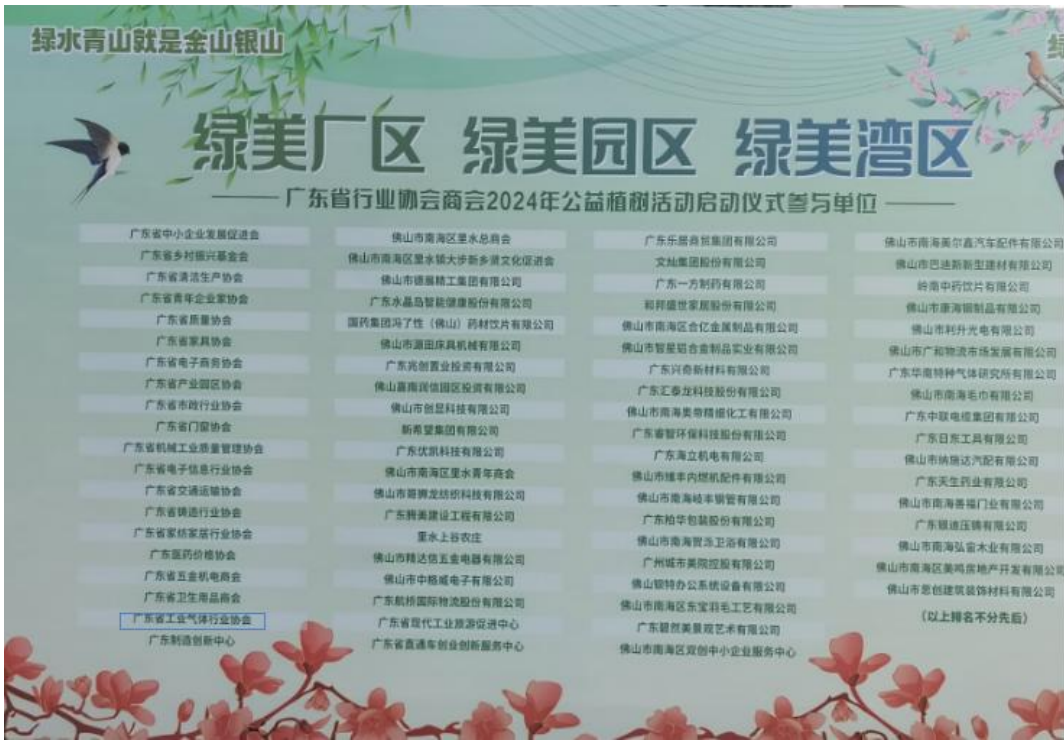 绿水青山就是金山银山
绿美厂区 绿美园区 绿美湾区
广东省行业协会商会2024年公益植树活动启动仪式参与单位
广东省中小企业发展促进会
广东省乡村振兴基金会
广东省清洁生产协会
广东省青年企业家协会
广东省质量协会
广东省家具协会
广东省电子商务协会
广东省产业园区协会
广东省市政行业协会
广东省门窗协会
广东省机械工业质量管理协会
广东省电子信息行业协会
广东省交通运输协会
广东省铸造行业协会
广东省家纺家居行业协会
广东医药价格协会
广东省五金机电商会
广东省卫生用品商会
广东省工业气体行业协会
广东制造创新中心
佛山市南海区里水总商会
佛山市南海区里水镇大步新乡贤文化促进会
佛山市德展精工集团有限公司
广东水晶岛智能健康股份有限公司
国药集团冯了性（佛山）药材饮片有限公司
佛山市源田床具机械有限公司
广东兆创置业投资有限公司
佛山嘉南润信园区投资有限公司
佛山市创显科技有限公司
新希望集团有限公司
广东优凯科技有限公司
佛山市南海区里水青年商会
佛山市哥狮龙纺织科技有限公司
广东腾美建设工程有限公司
里水上谷农庄
佛山市精达信五金电器有限公司
佛山市中格威电子有限公司
广东航桥国际物流股份有限公司
广东省现代工业旅游促进中心
广东省直通车创业创新服务中心
广东乐居商贸集团有限公司
文灿集团股份有限公司
广东一方制药有限公司
和邦盛世家居股份有限公司
佛山市南海区合亿金属制品有限公司
佛山市智星铝合金制品实业有限公司
广东兴奇新材料有限公司
广东汇泰龙科技股份有限公司
佛山市南海奥帝精细化工有限公司
广东睿智环保科技股份有限公司
广东海立机电有限公司
佛山市维丰内燃机配件有限公司
佛山市南海岐丰钢管有限公司
广东柏华包装股份有限公司
佛山市南海贺泺卫浴有限公司
广州城市美院控股有限公司
佛山银特办公系统设备有限公司
佛山市南海区东宝羽毛工艺有限公司
广东碧然美景观艺术有限公司
佛山市南海区双创中小企业服务中心
佛山市南海美尔鑫汽车配件有限公司
佛山市巴迪斯新型建材有限公司
岭南中药饮片有限公司
佛山市康海铜制品有限公司
佛山市利升光电有限公司
佛山市广和物流市场发展有限公司
广东华南特种气体研究所有限公司
佛山市南海毛巾有限公司
广东中联电缆集团有限公司
广东日东工具有限公司
佛山市纳施达汽配有限公司
广东天生药业有限公司
佛山市南海善福门业有限公司
广东银迪压铸有限公司
佛山市南海弘宙木业有限公司
佛山市南海区美鸣房地产开发有限公司
佛山市意创建筑装饰材料有限公司
（以上排名不分先后）